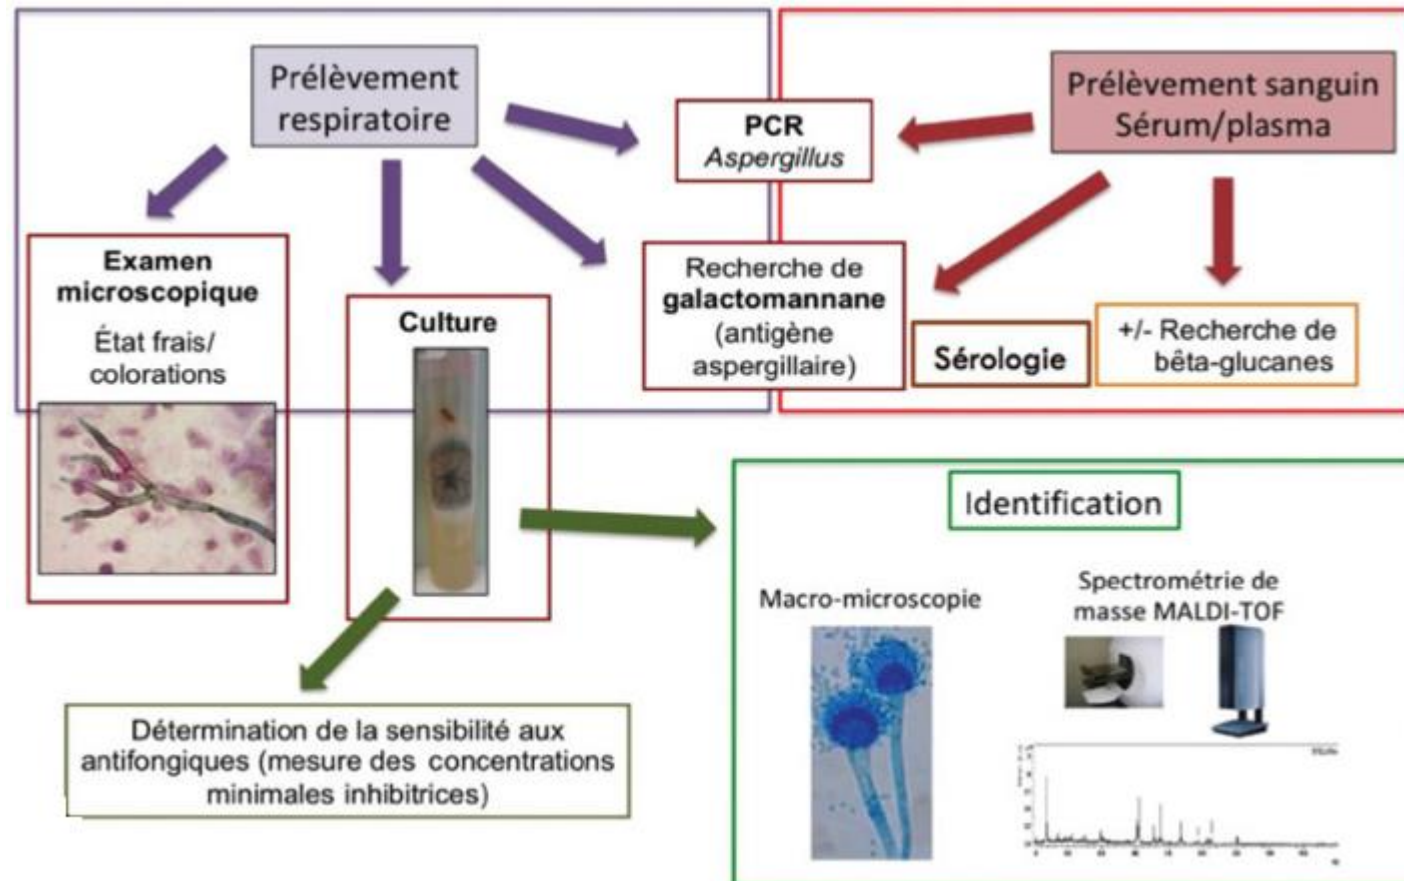 Prélèvement
respiratoire
Prélèvement sanguin
Sérum/plasma
PCR
Aspergillus
Examen
microscopique
État frais/
colorations
Culture
Recherche de
galactomannane
(antigène
aspergillaire)
Sérologie
+/- Recherche de
bêta-glucanes
Identification
Macro-microscopie
Spectrométrie de
masse MALDI-TOF
Détermination de la sensibilité aux
antifongiques (mesure des concentrations
minimales inhibitrices)